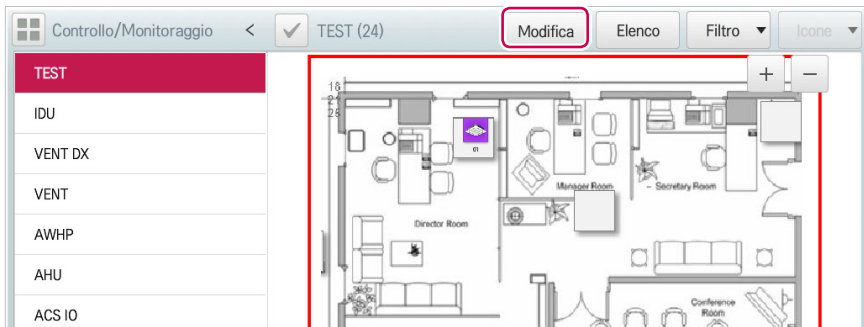 Controllo/Monitoraggio < TEST (24) Modifica Elenco Filtro ▼ Icone ▼
TEST
IDU
VENT DX
VENT
AWHP
AHU
ACS IO
+ −
01
Director Room
Manager Room
Secretary Room
Conference
Room